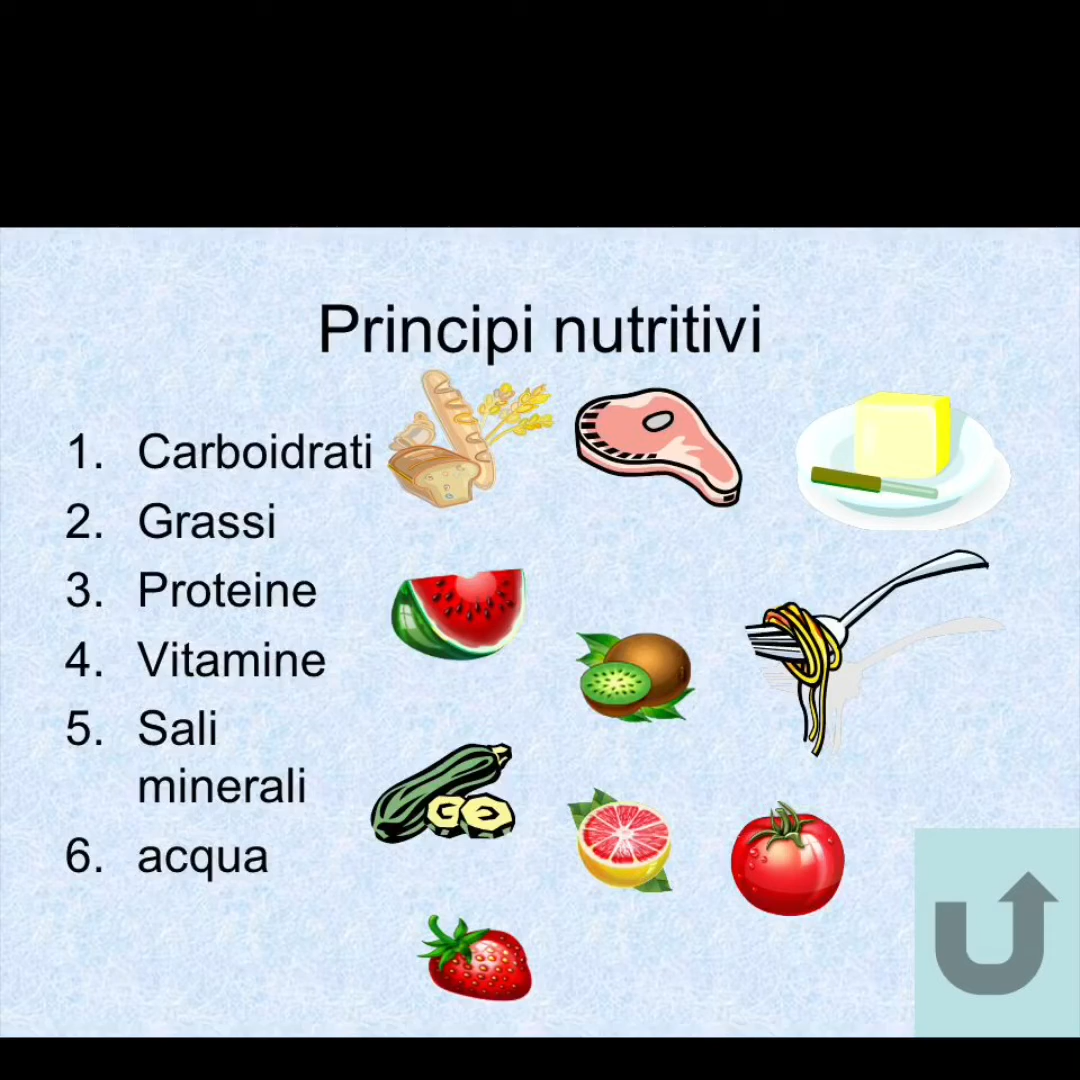 Principi nutritivi
1. Carboidrati
2. Grassi
3. Proteine
4. Vitamine
5. Sali
minerali
6. acqua